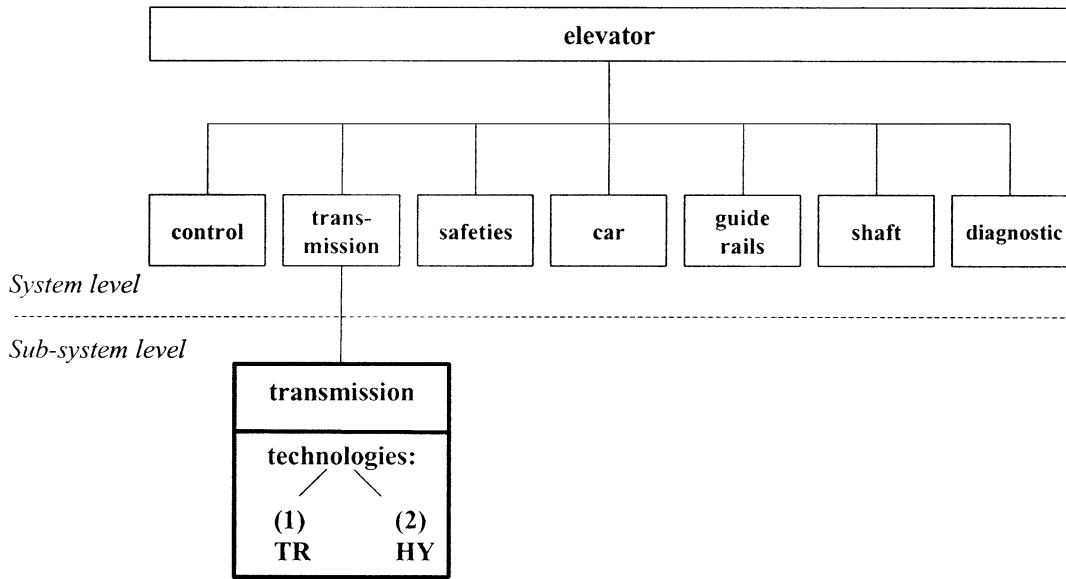 elevator
control
trans-
mission
safeties
car
guide
rails
shaft
diagnostic
System level
Sub-system level
transmission
technologies:
(1) (2)
TR HY